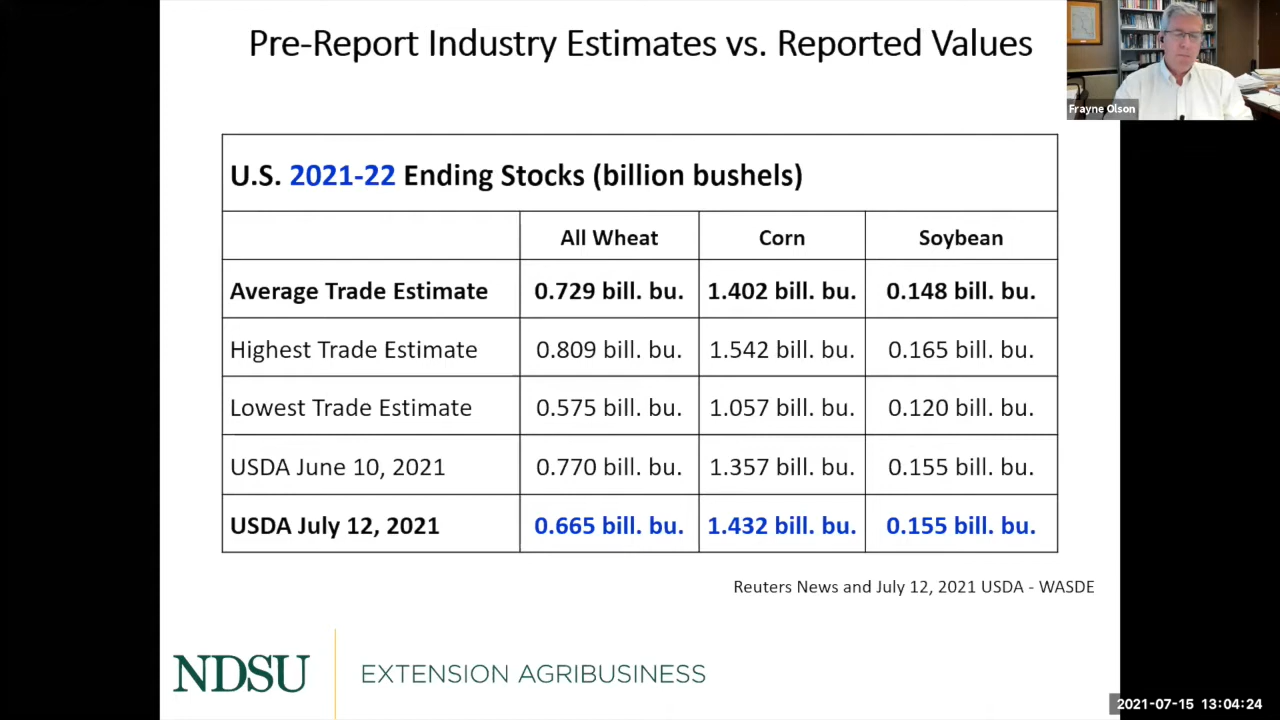 Pre-Report Industry Estimates vs. Reported Values
Frayne Olson
U.S. 2021-22 Ending Stocks (billion bushels)
All Wheat Corn Soybean
Average Trade Estimate 0.729 bill. bu. 1.402 bill. bu. 0.148 bill. bu.
Highest Trade Estimate 0.809 bill. bu. 1.542 bill. bu. 0.165 bill. bu.
Lowest Trade Estimate 0.575 bill. bu. 1.057 bill. bu. 0.120 bill. bu.
USDA June 10, 2021 0.770 bill. bu. 1.357 bill. bu. 0.155 bill. bu.
USDA July 12, 2021 0.665 bill. bu. 1.432 bill. bu. 0.155 bill. bu.
Reuters News and July 12, 2021 USDA - WASDE
NDSU EXTENSION AGRIBUSINESS
2021-07-15 13:04:24